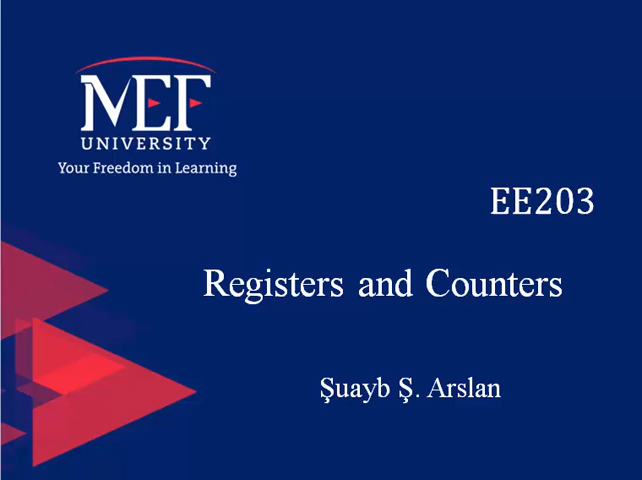 MEF
UNIVERSITY
Your Freedom in Learning
EE203
Registers and Counters
Şuayb Ş. Arslan